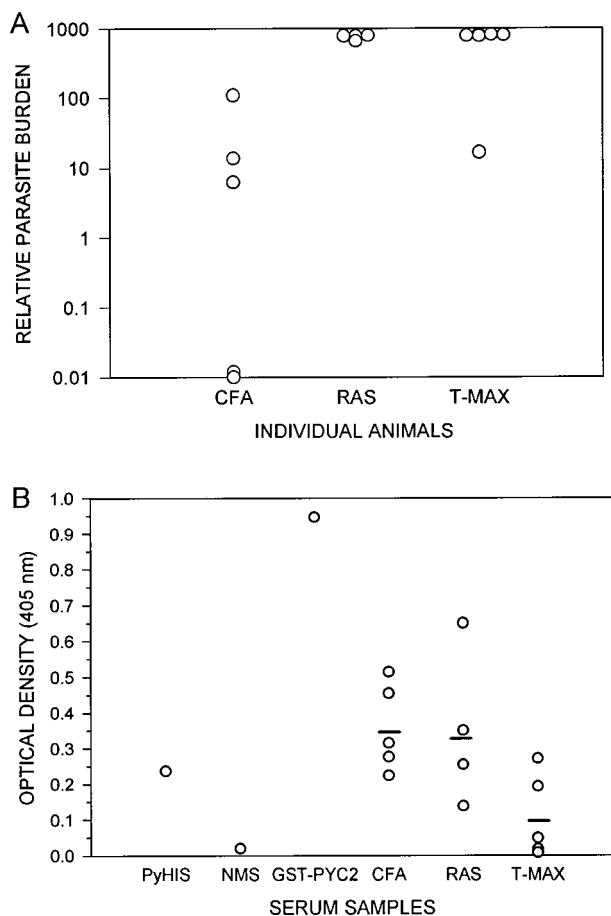 A
RELATIVE PARASITE BURDEN
1000
100
10
1
0.1
0.01
CFA RAS T-MAX
INDIVIDUAL ANIMALS
B
OPTICAL DENSITY (405 nm)
1.0
0.9
0.8
0.7
0.6
0.5
0.4
0.3
0.2
0.1
0.0
PyHIS NMS GST-PYC2 CFA RAS T-MAX
SERUM SAMPLES